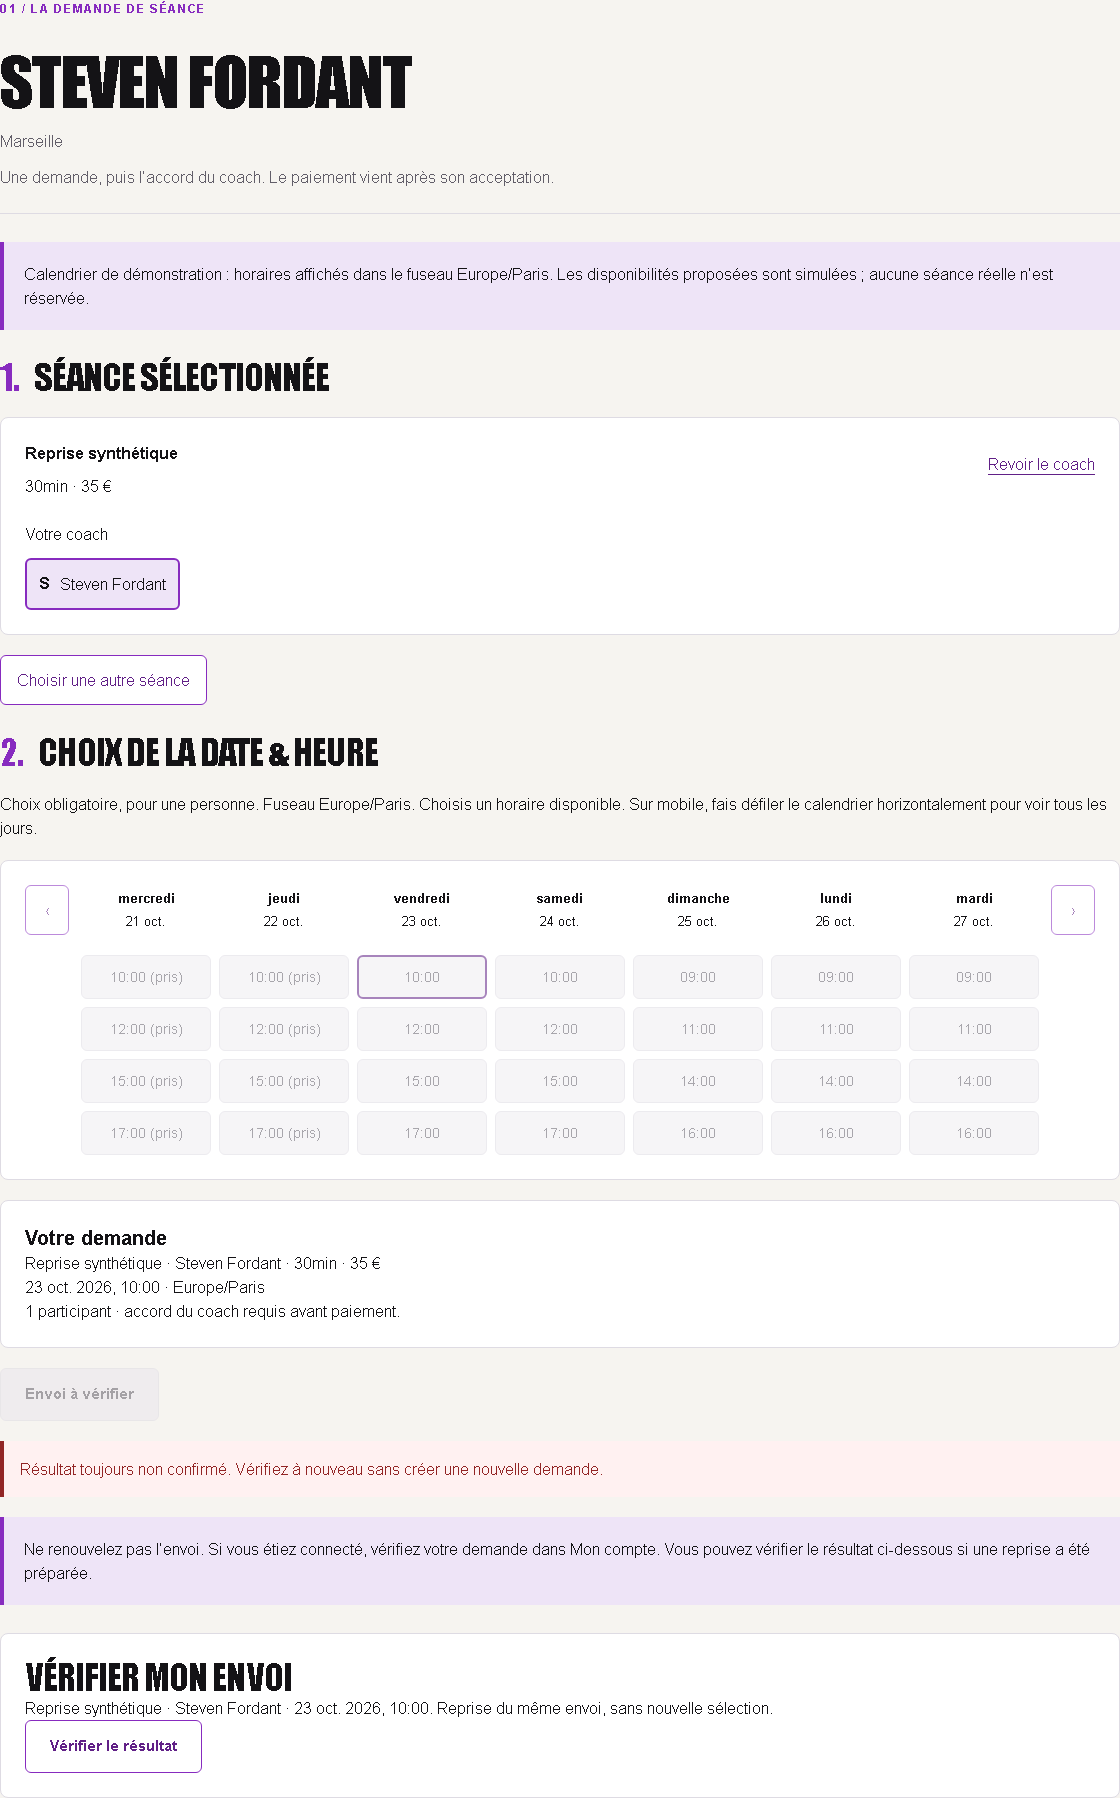 01 / LA DEMANDE DE SÉANCE
STEVEN FORDANT
Marseille
Une demande, puis l'accord du coach. Le paiement vient après son acceptation.
Calendrier de démonstration : horaires affichés dans le fuseau Europe/Paris. Les disponibilités proposées sont simulées ; aucune séance réelle n'est
réservée.
1. SÉANCE SÉLECTIONNÉE
Reprise synthétique
Revoir le coach
30min · 35 €
Votre coach
S Steven Fordant
Choisir une autre séance
2. CHOIX DE LA DATE & HEURE
Choix obligatoire, pour une personne. Fuseau Europe/Paris. Choisis un horaire disponible. Sur mobile, fais défiler le calendrier horizontalement pour voir tous les
jours.
‹ mercredi jeudi vendredi samedi dimanche lundi mardi ›
21 oct. 22 oct. 23 oct. 24 oct. 25 oct. 26 oct. 27 oct.
10:00 (pris) 10:00 (pris) 10:00 10:00 09:00 09:00 09:00
12:00 (pris) 12:00 (pris) 12:00 12:00 11:00 11:00 11:00
15:00 (pris) 15:00 (pris) 15:00 15:00 14:00 14:00 14:00
17:00 (pris) 17:00 (pris) 17:00 17:00 16:00 16:00 16:00
Votre demande
Reprise synthétique · Steven Fordant · 30min · 35 €
23 oct. 2026, 10:00 · Europe/Paris
1 participant · accord du coach requis avant paiement.
Envoi à vérifier
Résultat toujours non confirmé. Vérifiez à nouveau sans créer une nouvelle demande.
Ne renouvelez pas l'envoi. Si vous étiez connecté, vérifiez votre demande dans Mon compte. Vous pouvez vérifier le résultat ci-dessous si une reprise a été
préparée.
VÉRIFIER MON ENVOI
Reprise synthétique · Steven Fordant · 23 oct. 2026, 10:00. Reprise du même envoi, sans nouvelle sélection.
Vérifier le résultat